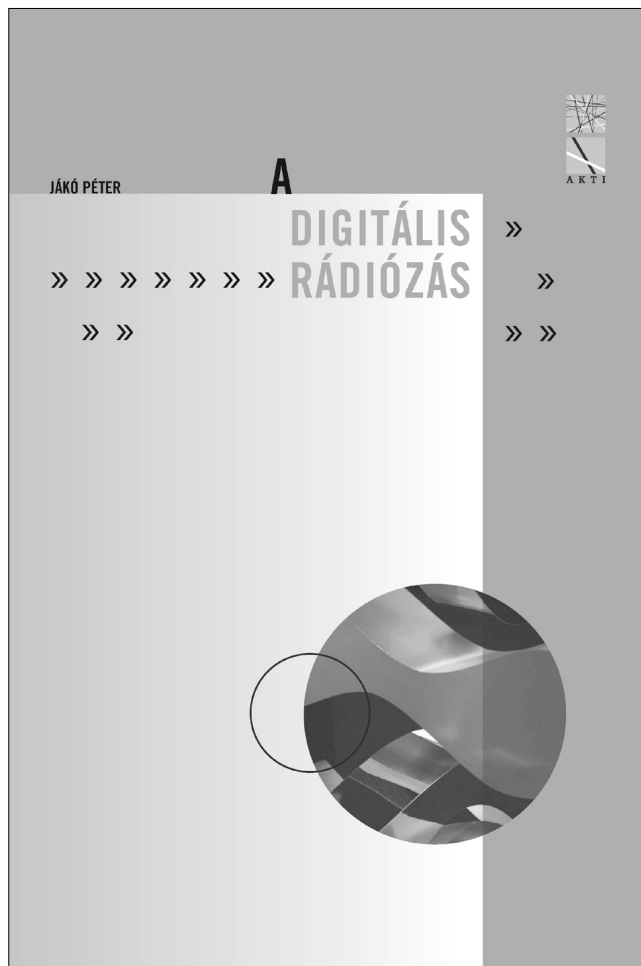 AKTI
JÁKÓ PÉTER
A
DIGITÁLIS
» » » » » » » RÁDIÓZÁS